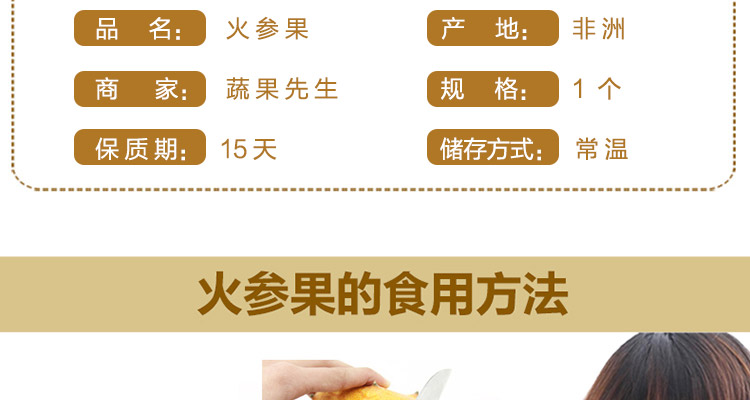 品 名： 火参果 产 地： 非洲
商 家： 蔬果先生 规 格： 1 个
保质期： 15天 储存方式： 常温
火参果的食用方法